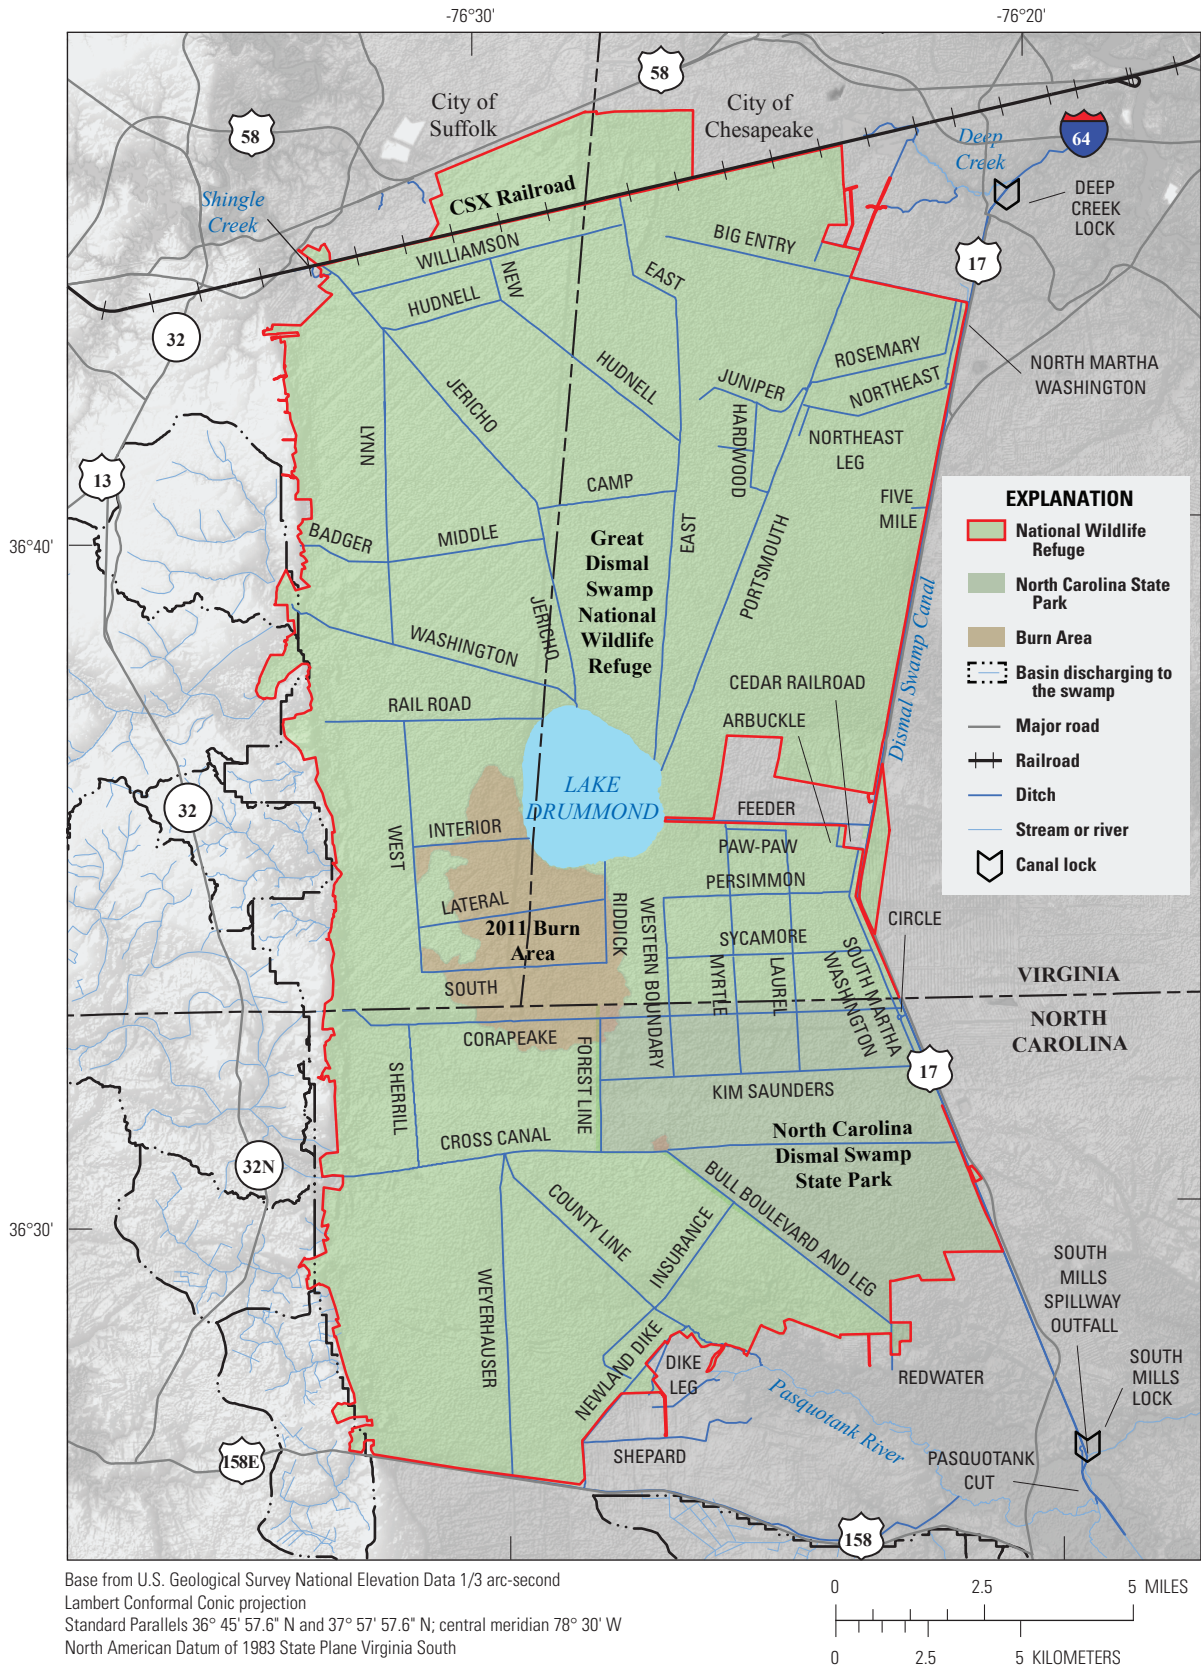 -76°30'
-76°20'
58
City of
Suffolk
City of
Chesapeake
58
64
Deep
Creek
DEEP
CREEK
LOCK
CSX Railroad
Shingle
Creek
WILLIAMSON
BIG ENTRY
17
NEW
EAST
HUDNELL
32
ROSEMARY
NORTH MARTHA
WASHINGTON
HUDNELL
JUNIPER
NORTHEAST
JERICHO
HARDWOOD
LYNN
NORTHEAST
LEG
13
CAMP
FIVE
MILE
EXPLANATION
National Wildlife
Refuge
North Carolina State
Park
Burn Area
Basin discharging to
the swamp
Major road
Railroad
Ditch
Stream or river
Canal lock
36°40'
BADGER
MIDDLE
EAST
Great
Dismal
Swamp
National
Wildlife
Refuge
PORTSMOUTH
JERICHO
WASHINGTON
Dismal Swamp Canal
CEDAR RAILROAD
RAIL ROAD
ARBUCKLE
LAKE
DRUMMOND
32
FEEDER
INTERIOR
WEST
PAW-PAW
PERSIMMON
LATERAL
RIDDICK
WESTERN BOUNDARY
CIRCLE
2011 Burn
Area
SYCAMORE
MYRTLE
LAUREL
SOUTH MARTHA
WASHINGTON
SOUTH
VIRGINIA
NORTH
CAROLINA
CORAPEAKE
FOREST LINE
17
SHERRILL
KIM SAUNDERS
CROSS CANAL
North Carolina
Dismal Swamp
State Park
32N
BULL BOULEVARD AND LEG
COUNTY LINE
INSURANCE
36°30'
WEYERHAUSER
SOUTH
MILLS
SPILLWAY
OUTFALL
NEWLAND DIKE
DIKE
LEG
REDWATER
SOUTH
MILLS
LOCK
Pasquotank River
158E
SHEPARD
PASQUOTANK
CUT
158
Base from U.S. Geological Survey National Elevation Data 1/3 arc-second
Lambert Conformal Conic projection
Standard Parallels 36° 45' 57.6" N and 37° 57' 57.6" N; central meridian 78° 30' W
North American Datum of 1983 State Plane Virginia South
0 2.5 5 MILES
0 2.5 5 KILOMETERS